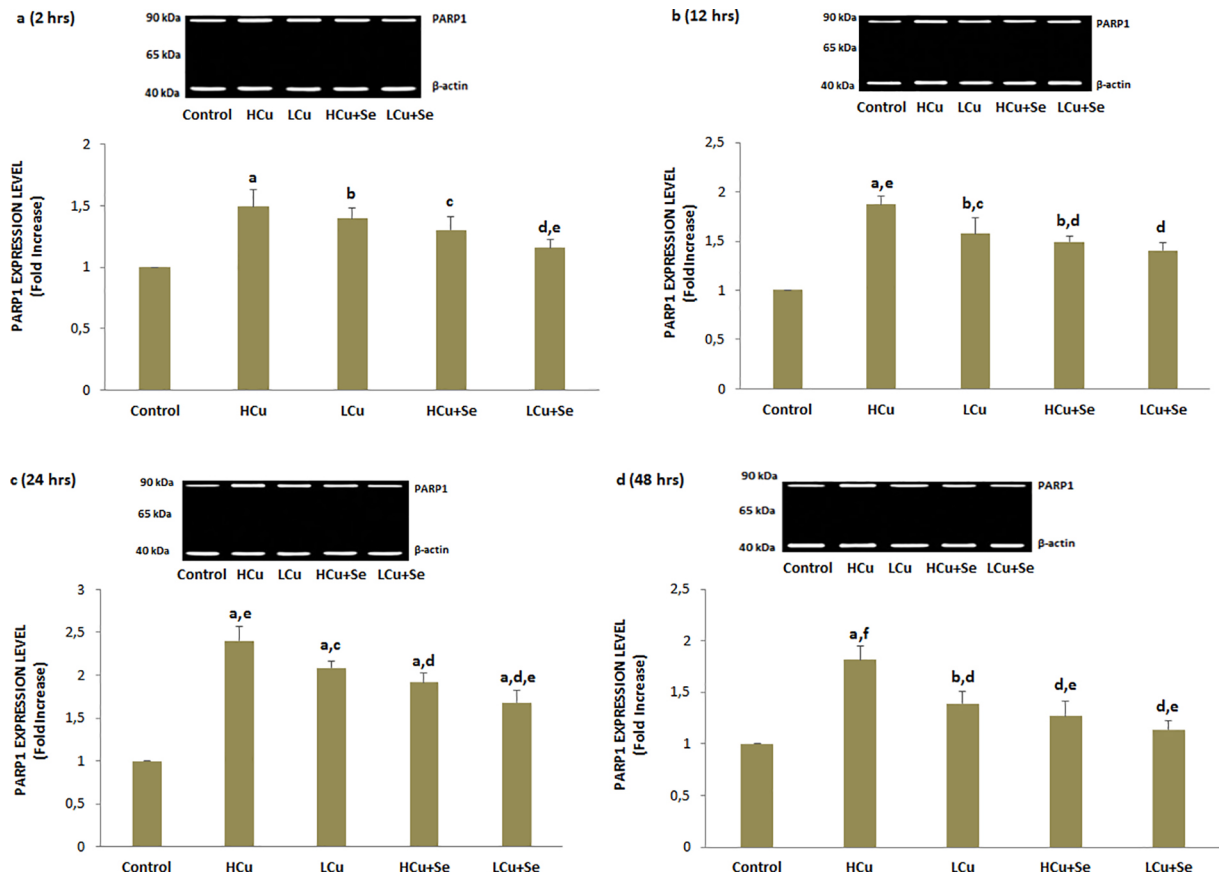 a (2 hrs)
90 kDa
PARP1
65 kDa
β-actin
40 kDa
Control HCu LCu HCu+Se LCu+Se
PARP1 EXPRESSION LEVEL
(Fold Increase)
2
1,5
1
0,5
0
a
b
c
d,e
Control HCu LCu HCu+Se LCu+Se
b (12 hrs)
90 kDa
PARP1
65 kDa
β-actin
40 kDa
Control HCu LCu HCu+Se LCu+Se
PARP1 EXPRESSION LEVEL
(Fold Increase)
2,5
2
1,5
1
0,5
0
a,e
b,c
b,d
d
Control HCu LCu HCu+Se LCu+Se
c (24 hrs)
90 kDa
PARP1
65 kDa
40 kDa
β-actin
Control HCu LCu HCu+Se LCu+Se
PARP1 EXPRESSION LEVEL
(Fold Increase)
3
2,5
2
1,5
1
0,5
0
a,e
a,c
a,d
a,d,e
Control HCu LCu HCu+Se LCu+Se
d (48 hrs)
90 kDa
PARP1
65 kDa
β-actin
40 kDa
Control HCu LCu HCu+Se LCu+Se
PARP1 EXPRESSION LEVEL
(Fold Increase)
2,5
2
1,5
1
0,5
0
a,f
b,d
d,e
d,e
Control HCu LCu HCu+Se LCu+Se